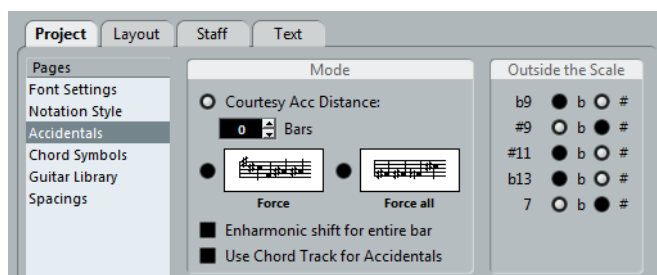 Project Layout Staff Text
Pages
Font Settings
Notation Style
Accidentals
Chord Symbols
Guitar Library
Spacings
Mode
Courtesy Acc Distance:
0 Bars
Force Force all
Enharmonic shift for entire bar
Use Chord Track for Accidentals
Outside the Scale
b9 b #
#9 b #
#11 b #
b13 b #
7 b #